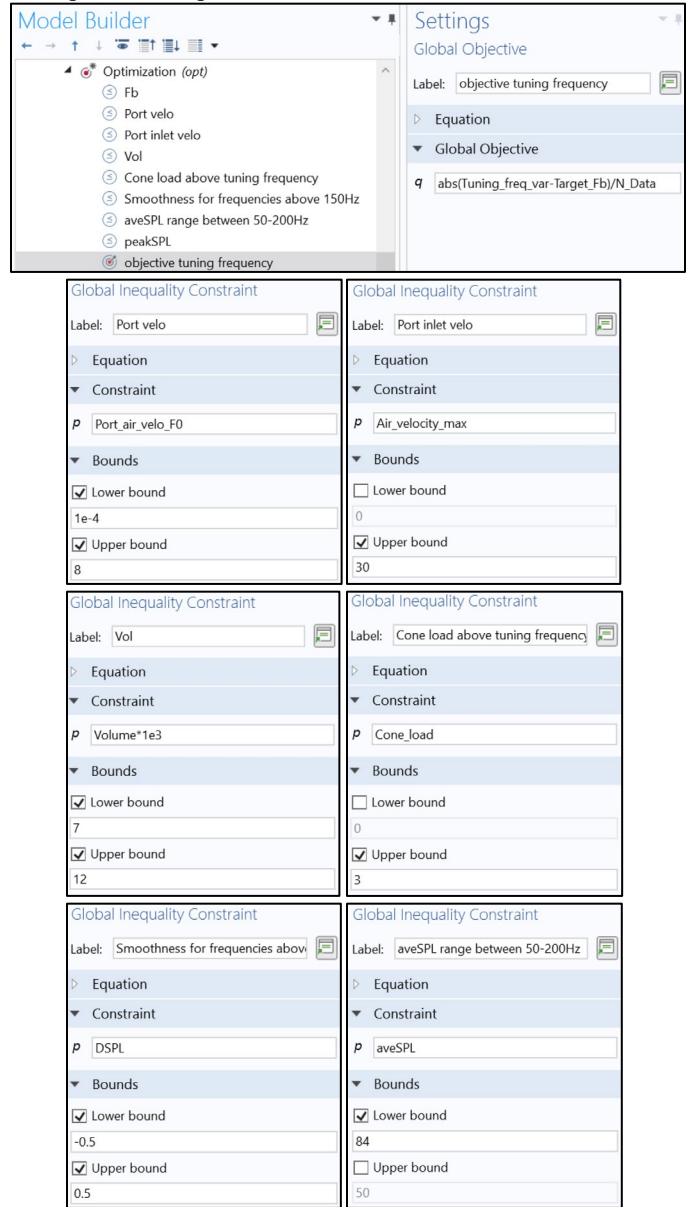 Model Builder
Optimization (opt)
Fb
Port velo
Port inlet velo
Vol
Cone load above tuning frequency
Smoothness for frequencies above 150Hz
aveSPL range between 50-200Hz
peakSPL
objective tuning frequency
Settings
Global Objective
Label: objective tuning frequency
Equation
Global Objective
q abs(Tuning_freq_var-Target_Fb)/N_Data
Global Inequality Constraint
Label: Port velo
Equation
Constraint
p Port_air_velo_F0
Bounds
Lower bound
1e-4
Upper bound
8
Global Inequality Constraint
Label: Port inlet velo
Equation
Constraint
p Air_velocity_max
Bounds
Lower bound
0
Upper bound
30
Global Inequality Constraint
Label: Vol
Equation
Constraint
p Volume*1e3
Bounds
Lower bound
7
Upper bound
12
Global Inequality Constraint
Label: Cone load above tuning frequency
Equation
Constraint
p Cone_load
Bounds
Lower bound
0
Upper bound
3
Global Inequality Constraint
Label: Smoothness for frequencies abov
Equation
Constraint
p DSPL
Bounds
Lower bound
-0.5
Upper bound
0.5
Global Inequality Constraint
Label: aveSPL range between 50-200Hz
Equation
Constraint
p aveSPL
Bounds
Lower bound
84
Upper bound
50